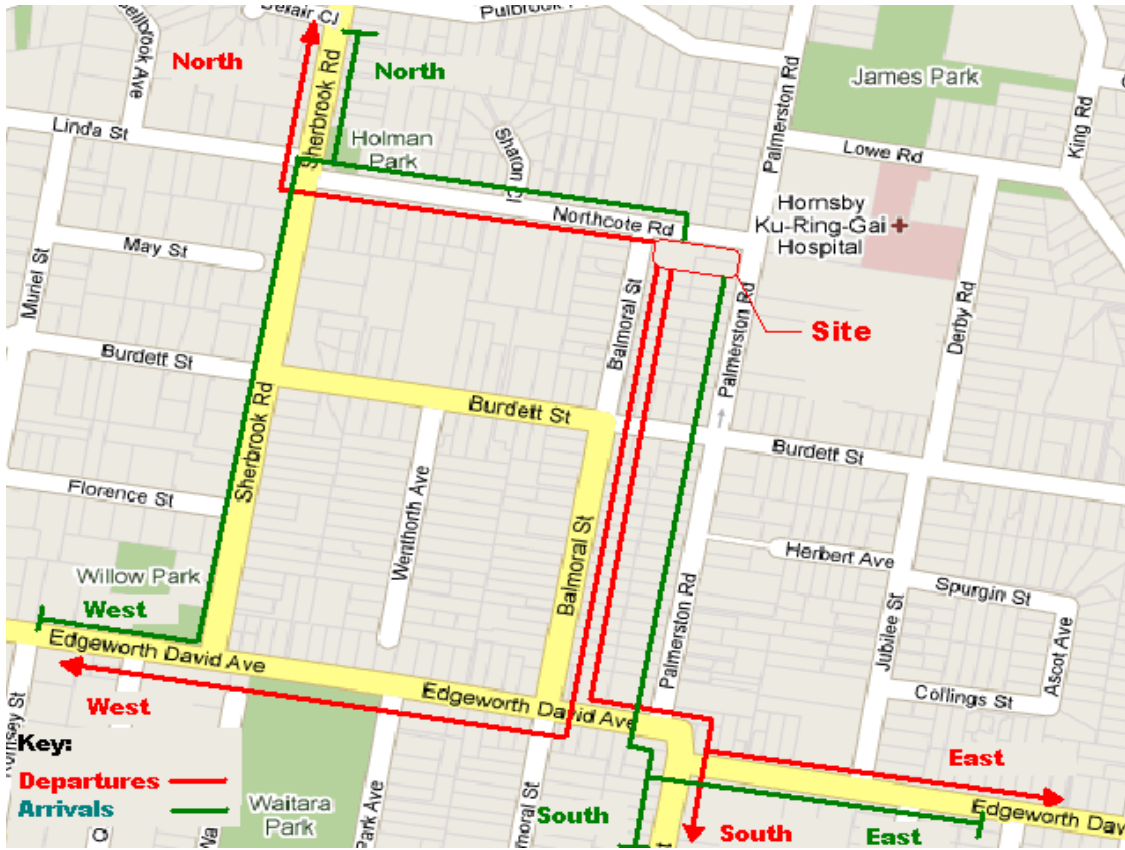 Belair Cl
Pulbrook
Bellbrook Ave
North
North
Sherbrook Rd
James Park
Linda St
Holman
Park
Sharon Cl
Palmerston Rd
King Rd
Lowe Rd
Hornsby
Ku-Ring-Gai
Hospital
Northcote Rd
May St
Muriel St
Balmoral St
Palmerston Rd
Site
Derby Rd
Burdett St
Burdett St
Burdett St
Sherbrook Rd
Florence St
Wenthorth Ave
Balmoral St
Herbert Ave
Spurgin St
Willow Park
West
Palmerston Rd
Jubilee St
Ascot Ave
Edgeworth David Ave
Edgeworth David Ave
Collings St
West
Key:
Departures
Arrivals
Waitara
Park
Park Ave
South
South
East
East
Edgeworth Dav